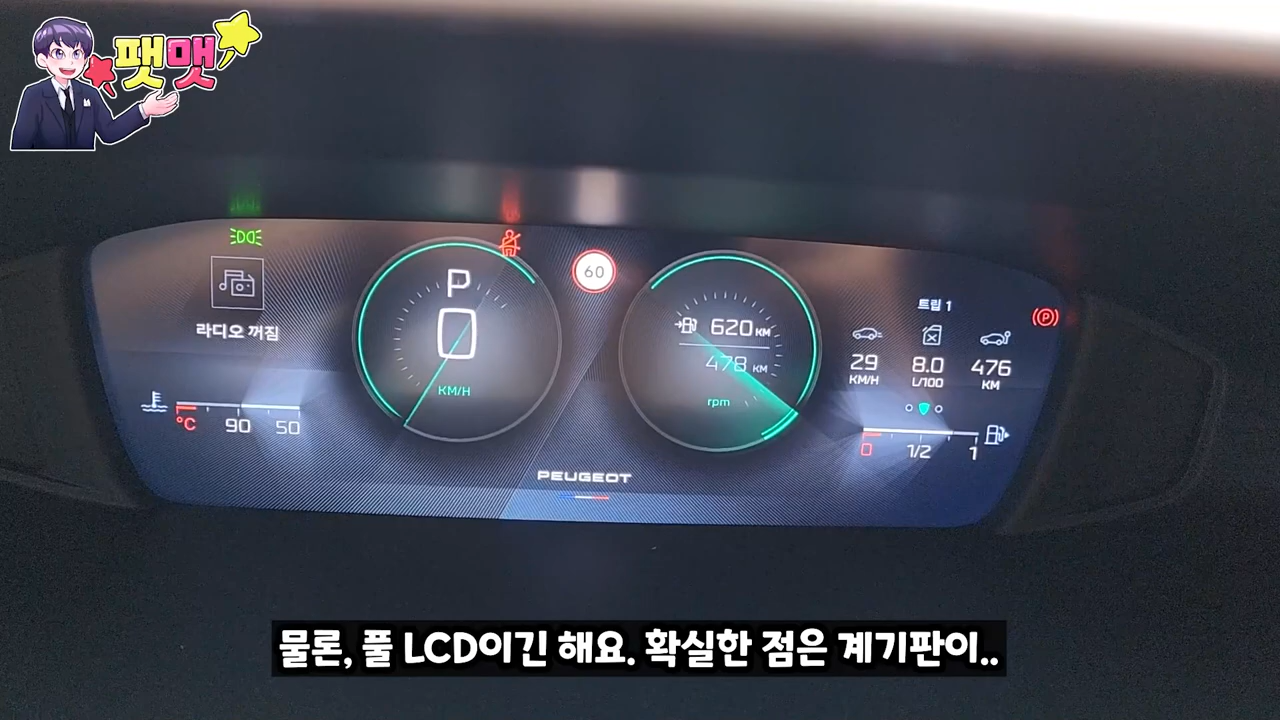 팻맷
라디오 꺼짐
°C 90 50
P
0
KM/H
60
620 KM
478 KM
rpm
PEUGEOT
트립 1
29 8.0 476
KM/H L/100 KM
0 1/2 1
P
물론, 풀 LCD이긴 해요. 확실한 점은 계기판이..